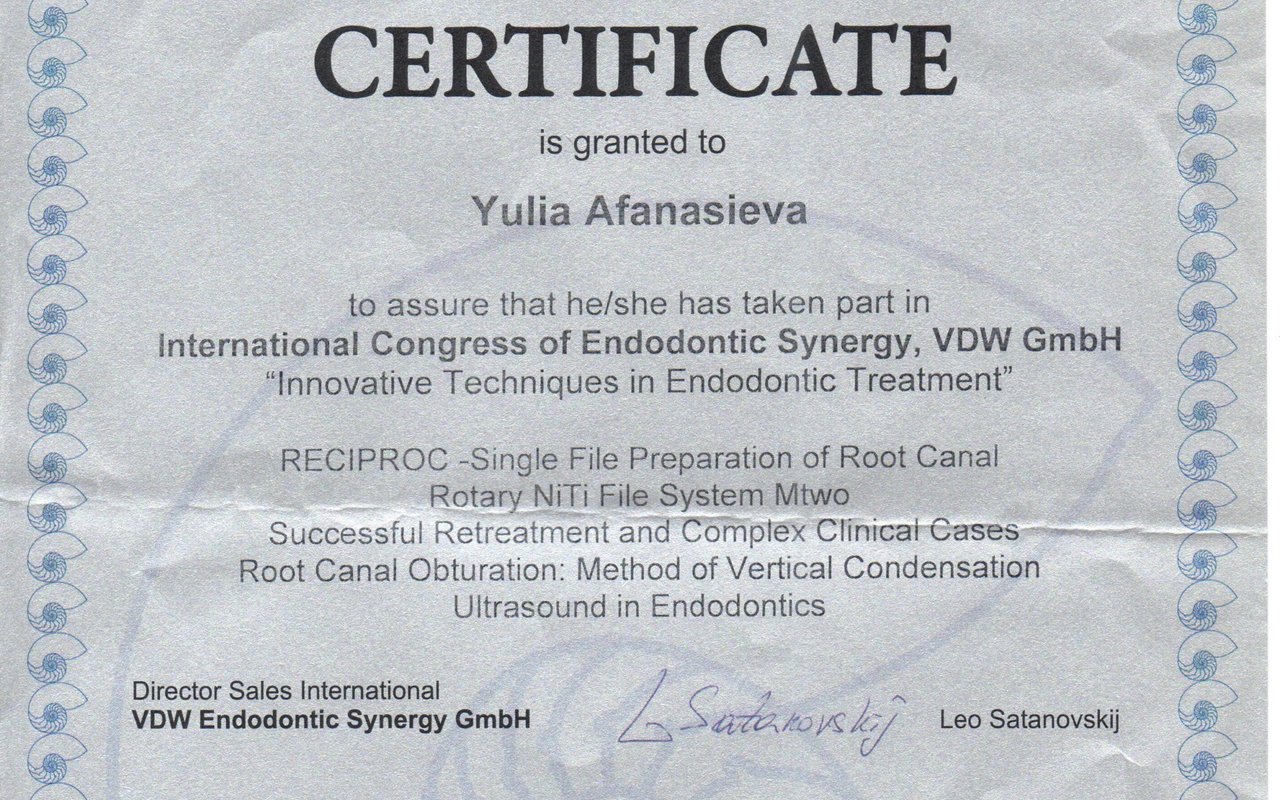 CERTIFICATE
is granted to
Yulia Afanasieva
to assure that he/she has taken part in
International Congress of Endodontic Synergy, VDW GmbH
“Innovative Techniques in Endodontic Treatment”
RECIPROC -Single File Preparation of Root Canal
Rotary NiTi File System Mtwo
Successful Retreatment and Complex Clinical Cases
Root Canal Obturation: Method of Vertical Condensation
Ultrasound in Endodontics
Director Sales International
VDW Endodontic Synergy GmbH
L Satanovskij
Leo Satanovskij